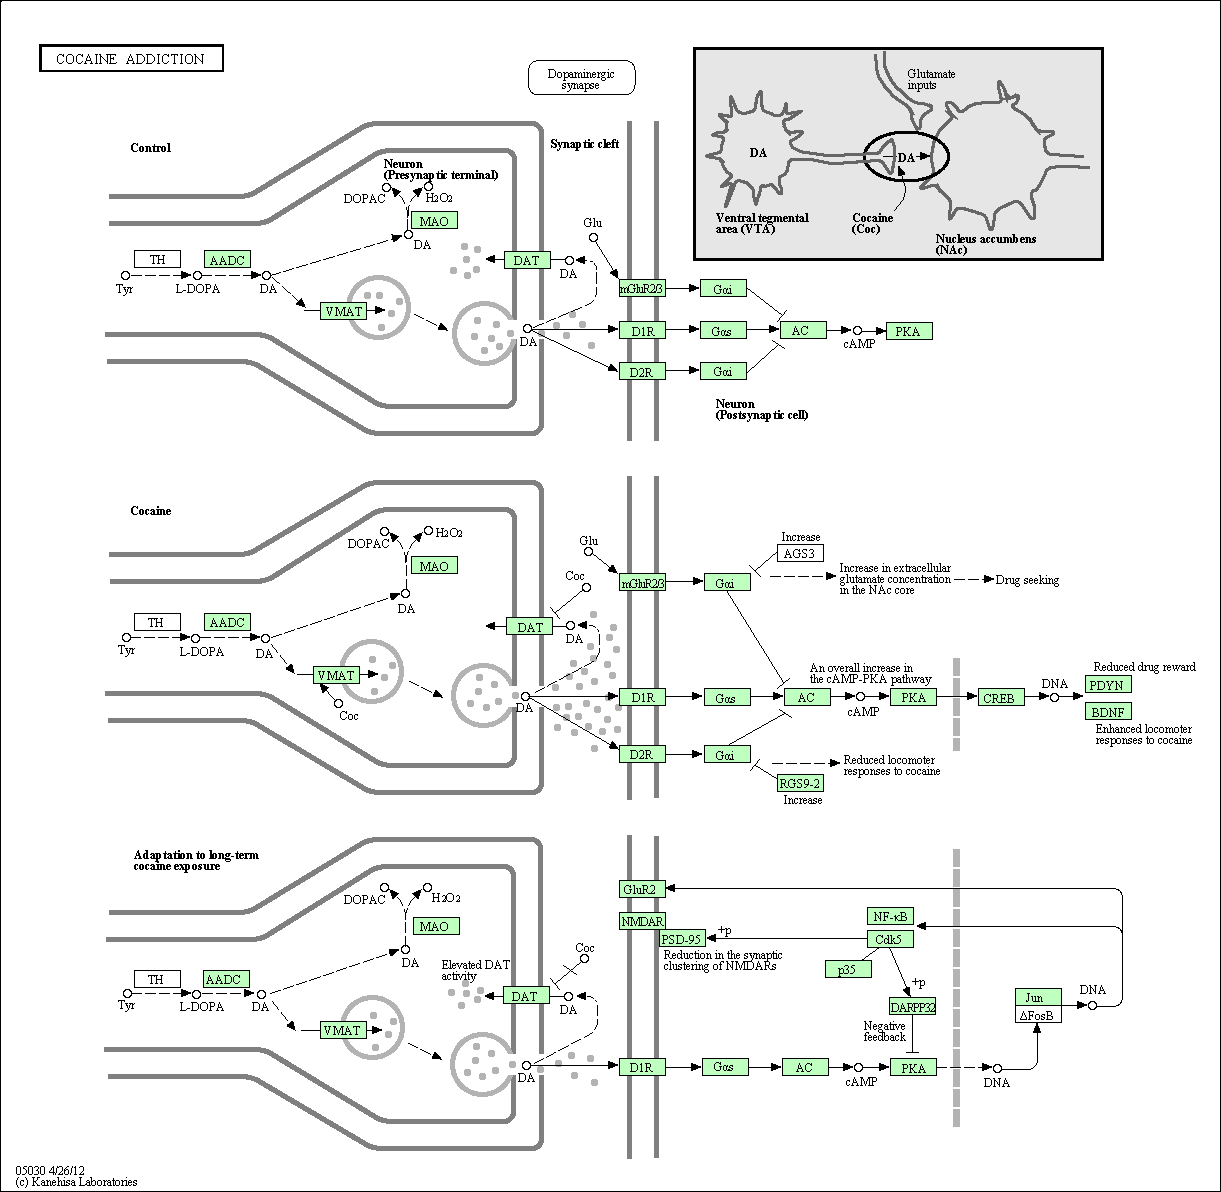 COCAINE ADDICTION
Dopaminergic
synapse
Glutamate
inputs
DA
DA
Ventral tegmental
area (VTA)
Cocaine
(Coc)
Nucleus accumbens
(NAc)
Control
Synaptic cleft
Neuron
(Presynaptic terminal)
DOPAC
H2O2
MAO
DA
TH
AADC
Tyr
L-DOPA
DA
VMAT
DAT
DA
DA
Glu
mGluR2/3
Gαi
D1R
Gαs
AC
cAMP
PKA
D2R
Gαi
Neuron
(Postsynaptic cell)
Cocaine
DOPAC
H2O2
MAO
DA
TH
AADC
Tyr
L-DOPA
DA
VMAT
Coc
Glu
Coc
DAT
DA
DA
mGluR2/3
Gαi
Increase
AGS3
Increase in extracellular
glutamate concentration
in the NAc core
Drug seeking
An overall increase in
the cAMP-PKA pathway
D1R
Gαs
AC
cAMP
PKA
CREB
DNA
Reduced drug reward
PDYN
BDNF
Enhanced locomoter
responses to cocaine
D2R
Gαi
Reduced locomoter
responses to cocaine
RGS9-2
Increase
Adaptation to long-term
cocaine exposure
DOPAC
H2O2
MAO
DA
TH
AADC
Tyr
L-DOPA
DA
VMAT
Elevated DAT
activity
Coc
DAT
DA
DA
GluR2
NMDAR
PSD-95
+p
Reduction in the synaptic
clustering of NMDARs
NF-κB
Cdk5
p35
+p
DARPP32
Negative
feedback
D1R
Gαs
AC
cAMP
PKA
DNA
Jun
ΔFosB
DNA
05030 4/26/12
(c) Kanehisa Laboratories